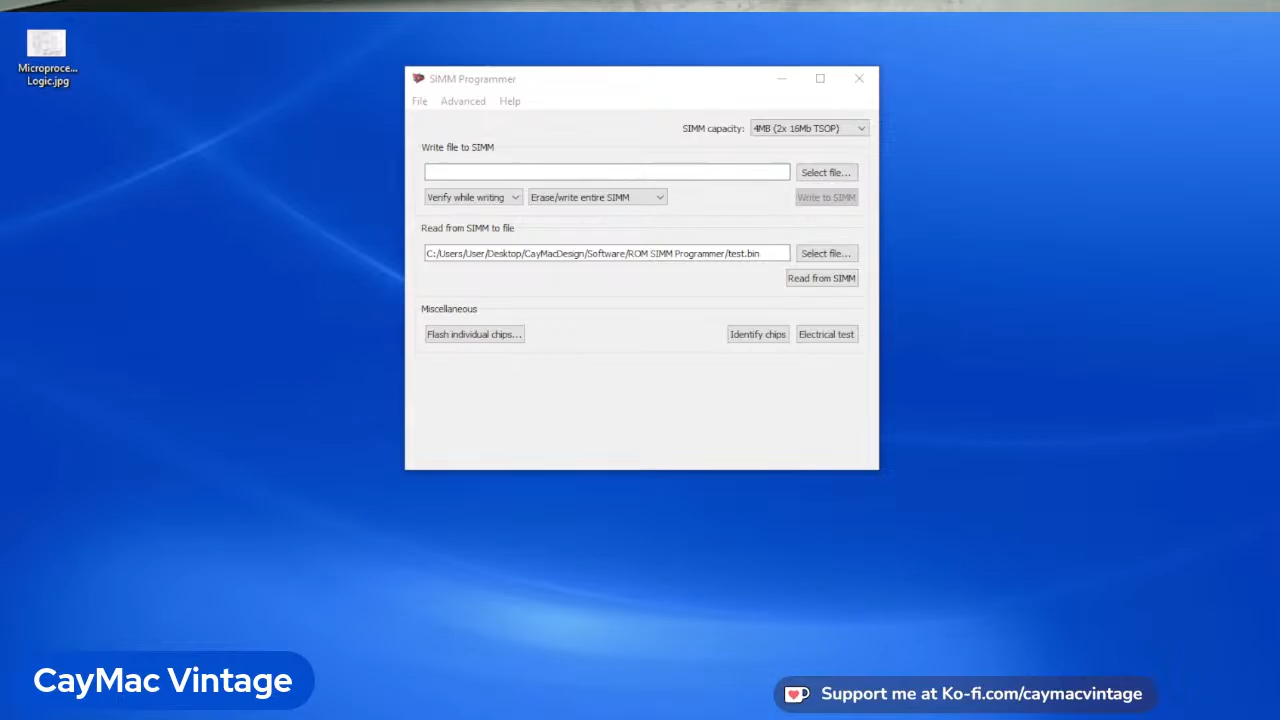 Microproce...
Logic.jpg
SIMM Programmer
File Advanced Help
SIMM capacity: 4MB (2x 16Mb TSOP)
Write file to SIMM
Select file...
Verify while writing Erase/write entire SIMM Write to SIMM
Read from SIMM to file
C:/Users/User/Desktop/CayMacDesign/Software/ROM SIMM Programmer/test.bin Select file...
Read from SIMM
Miscellaneous
Flash individual chips... Identify chips Electrical test
CayMac Vintage
Support me at Ko-fi.com/caymacvintage